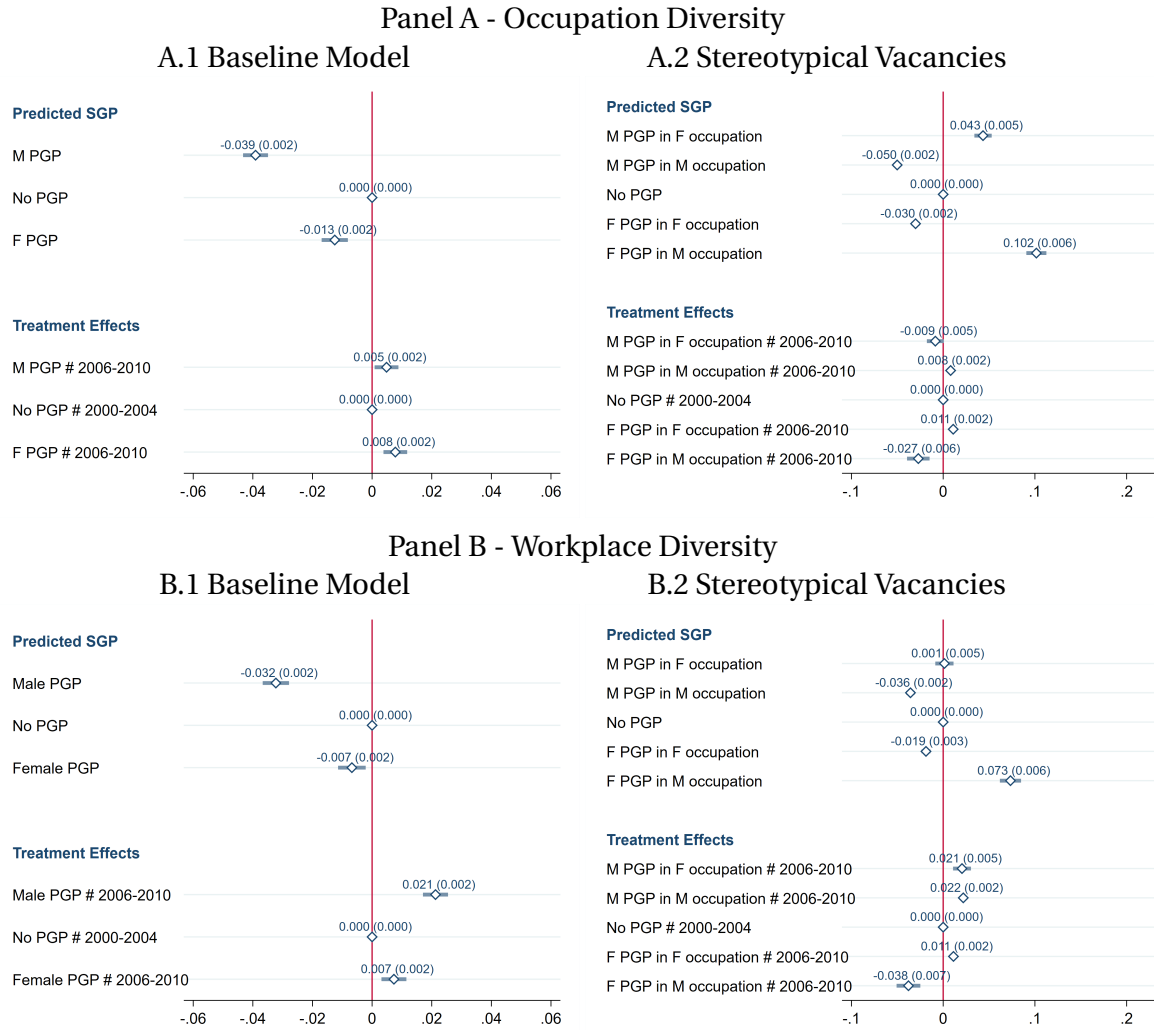 Panel A - Occupation Diversity
A.1 Baseline Model
Predicted SGP
M PGP
-0.039 (0.002)
No PGP
0.000 (0.000)
F PGP
-0.013 (0.002)
Treatment Effects
M PGP # 2006-2010
0.005 (0.002)
No PGP # 2000-2004
0.000 (0.000)
F PGP # 2006-2010
0.008 (0.002)
-.06 -.04 -.02 0 .02 .04 .06
A.2 Stereotypical Vacancies
Predicted SGP
M PGP in F occupation
0.043 (0.005)
M PGP in M occupation
-0.050 (0.002)
No PGP
0.000 (0.000)
F PGP in F occupation
-0.030 (0.002)
F PGP in M occupation
0.102 (0.006)
Treatment Effects
M PGP in F occupation # 2006-2010
-0.009 (0.005)
M PGP in M occupation # 2006-2010
0.008 (0.002)
No PGP # 2000-2004
0.000 (0.000)
F PGP in F occupation # 2006-2010
0.011 (0.002)
F PGP in M occupation # 2006-2010
-0.027 (0.006)
-.1 0 .1 .2
Panel B - Workplace Diversity
B.1 Baseline Model
Predicted SGP
Male PGP
-0.032 (0.002)
No PGP
0.000 (0.000)
Female PGP
-0.007 (0.002)
Treatment Effects
Male PGP # 2006-2010
0.021 (0.002)
No PGP # 2000-2004
0.000 (0.000)
Female PGP # 2006-2010
0.007 (0.002)
-.06 -.04 -.02 0 .02 .04 .06
B.2 Stereotypical Vacancies
Predicted SGP
M PGP in F occupation
0.001 (0.005)
M PGP in M occupation
-0.036 (0.002)
No PGP
0.000 (0.000)
F PGP in F occupation
-0.019 (0.003)
F PGP in M occupation
0.073 (0.006)
Treatment Effects
M PGP in F occupation # 2006-2010
0.021 (0.005)
M PGP in M occupation # 2006-2010
0.022 (0.002)
No PGP # 2000-2004
0.000 (0.000)
F PGP in F occupation # 2006-2010
0.011 (0.002)
F PGP in M occupation # 2006-2010
-0.038 (0.007)
-.1 0 .1 .2